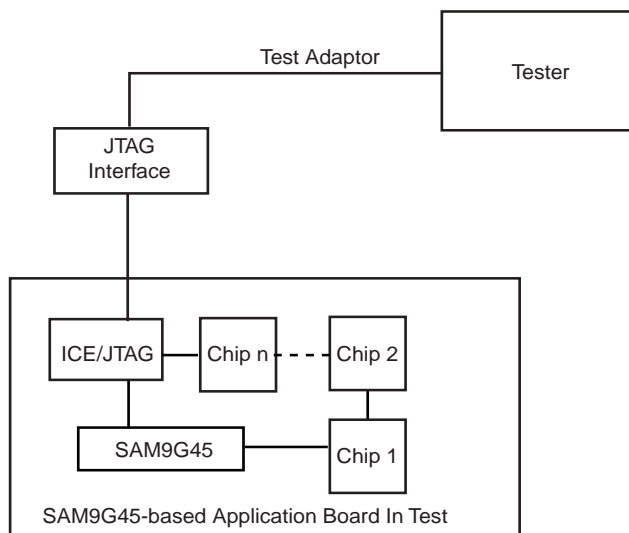 Test Adaptor
Tester
JTAG
Interface
ICE/JTAG
Chip n
Chip 2
SAM9G45
Chip 1
SAM9G45-based Application Board In Test